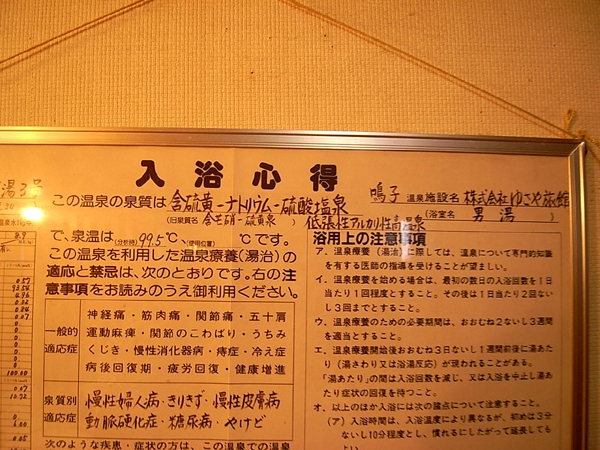 入浴心得
湯3号
この温泉の泉質は 含硫黄-ナトリウム-硫酸塩泉
(旧泉質名 含芒硝-硫黄泉)
低張性アルカリ性高温泉
鳴子 温泉施設名 株式会社ゆさや旅館
(浴室名 男湯)
で、泉温は(分析時)99.5℃、(使用位置) ℃です。
この温泉を利用した温泉療養(湯治)の
適応と禁忌は、次のとおりです。右の注
意事項をお読みのうえ御利用ください。
一般的
適応症
神経痛・筋肉痛・関節痛・五十肩
運動麻痺・関節のこわばり・うちみ
くじき・慢性消化器病・痔症・冷え症
病後回復期・疲労回復・健康増進
泉質別
適応症
慢性婦人病・きりきず・慢性皮膚病
動脈硬化症・糖尿病・やけど
次のような疾患・症状の方は、この温泉での温泉
浴用上の注意事項
ア、温泉療養(湯治)に際しては、温泉について専門的知識
を有する医師の指導を受けることが望ましい。
イ、温泉療養を始める場合は、最初の数日の入浴回数を1日
当たり1回程度とすること。その後は1日当たり2回ない
し3回までとすること。
ウ、温泉療養のための必要期間は、おおむね2ないし3週間
を適当とすること。
エ、温泉療養開始後おおむね3日ないし1週間前後に湯あた
り(湯さわり又は浴湯反応)が現われることがある。
「湯あたり」の間は入浴回数を減じ、又は入浴を中止し湯あ
たり症状の回復を待つこと。
オ、以上のほか入浴には次の諸点について注意すること。
(ア)入浴時間は、入浴温度により異なるが、初めは3分
ないし10分程度とし、慣れるにしたがって延長しても
よい。